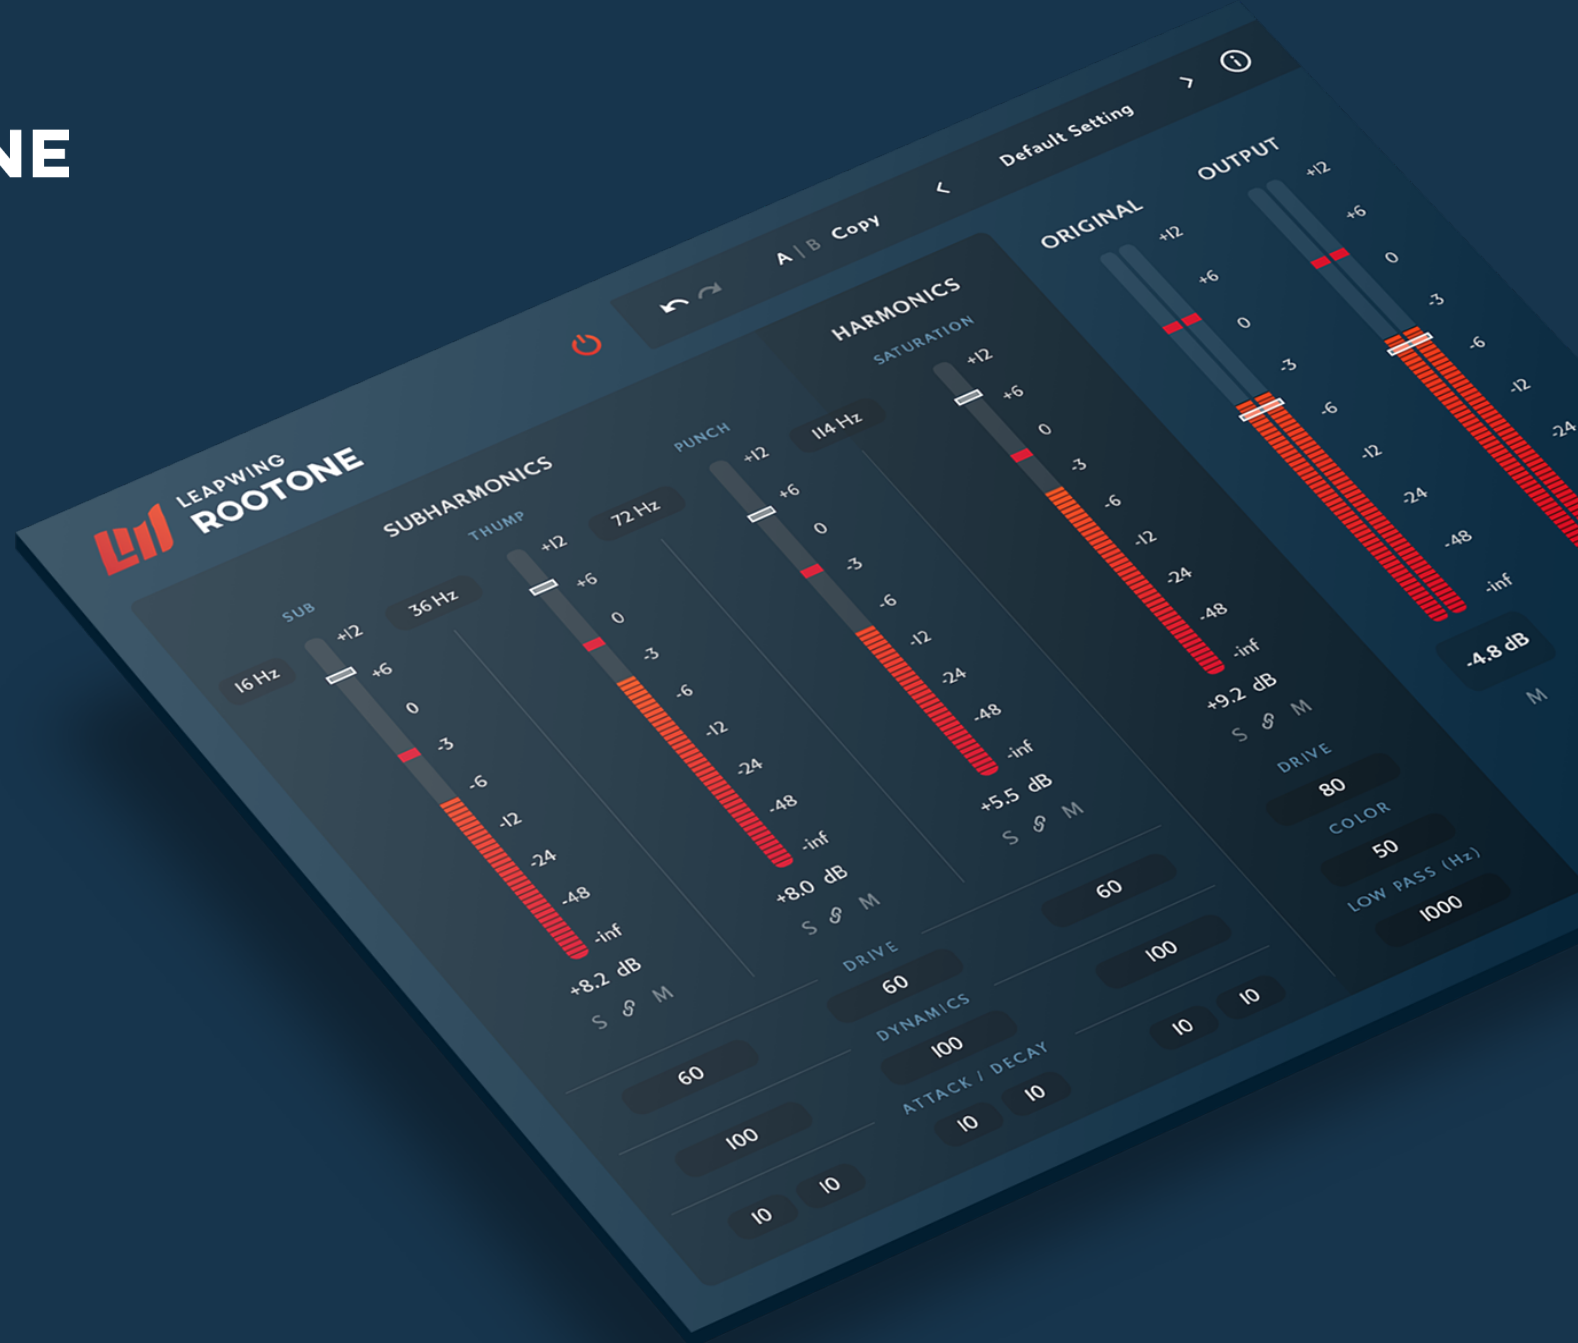 NE
LEAPWING
ROOTONE
A | B Copy < Default Setting >
SUBHARMONICS
HARMONICS
ORIGINAL
OUTPUT
SUB
THUMP
PUNCH
SATURATION
16 Hz
36 Hz
72 Hz
114 Hz
+12
+6
0
-3
-6
-12
-24
-48
-inf
+8.2 dB
S M
+12
+6
0
-3
-6
-12
-24
-48
-inf
+8.0 dB
S M
+12
+6
0
-3
-6
-12
-24
-48
-inf
+5.5 dB
S M
+12
+6
0
-3
-6
-12
-24
-48
-inf
+9.2 dB
S M
+12
+6
0
-3
-6
-12
-24
-48
-inf
-4.8 dB
M
+12
+6
0
-3
-6
-12
-24
60
DRIVE
60
60
100
DYNAMICS
100
100
10 10
ATTACK / DECAY
10 10
10 10
DRIVE
80
COLOR
50
LOW PASS (Hz)
1000